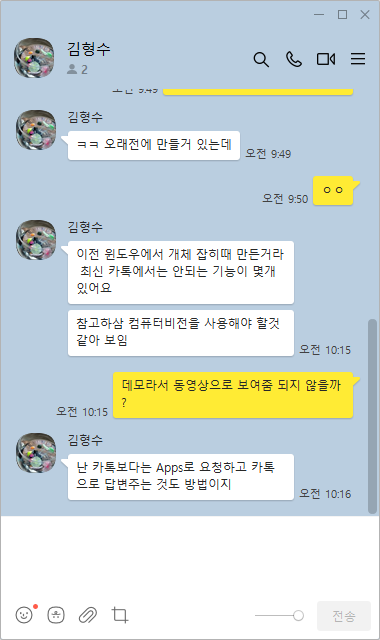 김형수
2
오전 9:49
김형수
ㅋㅋ 오래전에 만들거 있는데
오전 9:49
ㅇㅇ
오전 9:50
김형수
이전 윈도우에서 개체 잡히때 만든거라
최신 카톡에서는 안되는 기능이 몇개
있어요
참고하삼 컴퓨터비전을 사용해야 할것
같아 보임
오전 10:15
데모라서 동영상으로 보여줌 되지 않을까
?
오전 10:15
김형수
난 카톡보다는 Apps로 요청하고 카톡
으로 답변주는 것도 방법이지
오전 10:16
전송